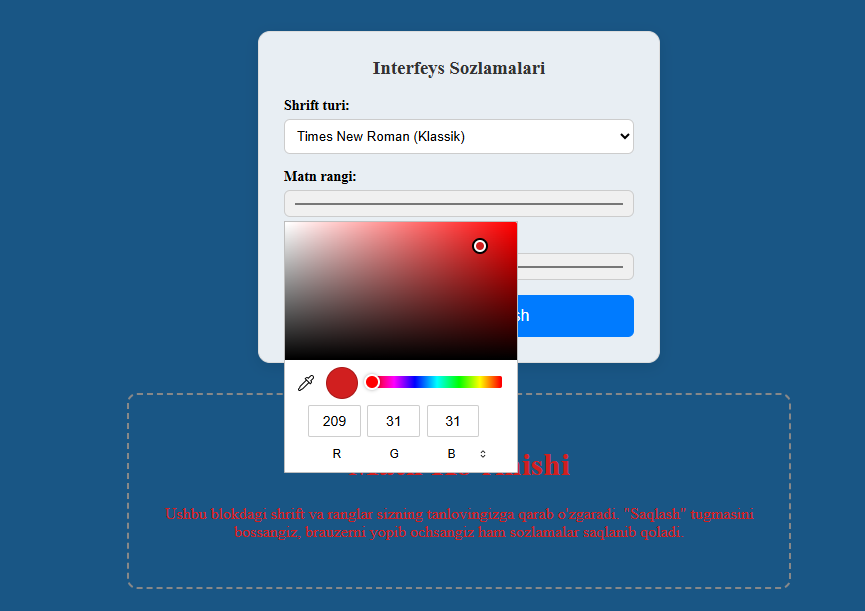 Interfeys Sozlamalari
Shrift turi:
Times New Roman (Klassik)
Matn rangi:
sh
209 31 31
R G B
ishi
Ushbu blokdagi shrift va ranglar sizning tanlovingizga qarab o'zgaradi. "Saqlash" tugmasini
bossangiz, brauzerni yopib ochsangiz ham sozlamalar saqlanib qoladi.